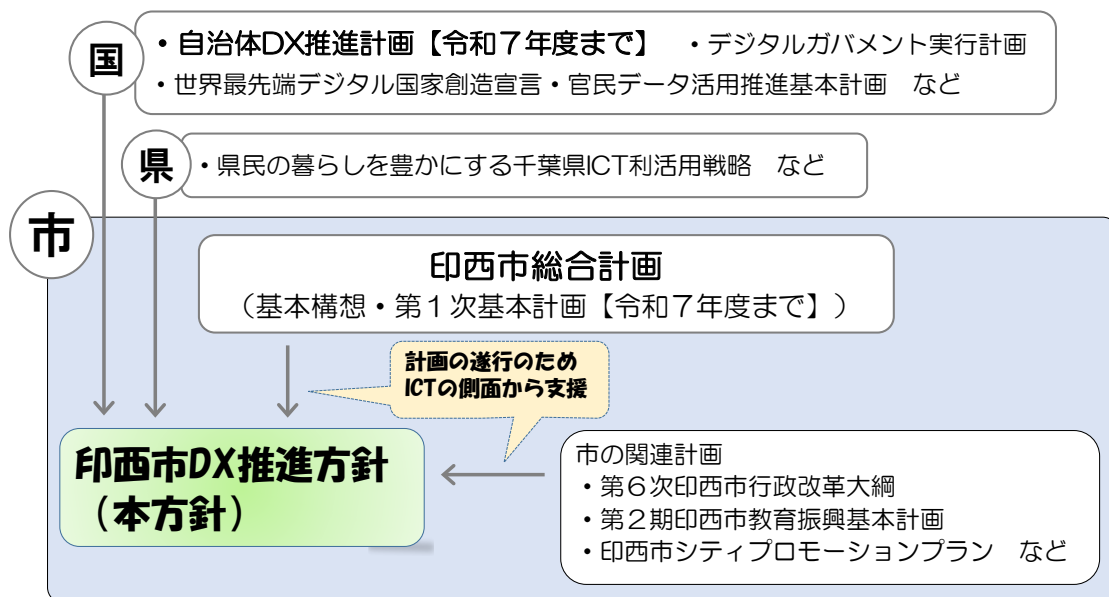 国
・自治体DX推進計画【令和７年度まで】　・デジタルガバメント実行計画
・世界最先端デジタル国家創造宣言・官民データ活用推進基本計画　など
県
・県民の暮らしを豊かにする千葉県ICT利活用戦略　など
市
印西市総合計画
（基本構想・第１次基本計画【令和７年度まで】）
計画の遂行のため
ICTの側面から支援
印西市DX推進方針
（本方針）
市の関連計画
・第６次印西市行政改革大綱
・第２期印西市教育振興基本計画
・印西市シティプロモーションプラン　など